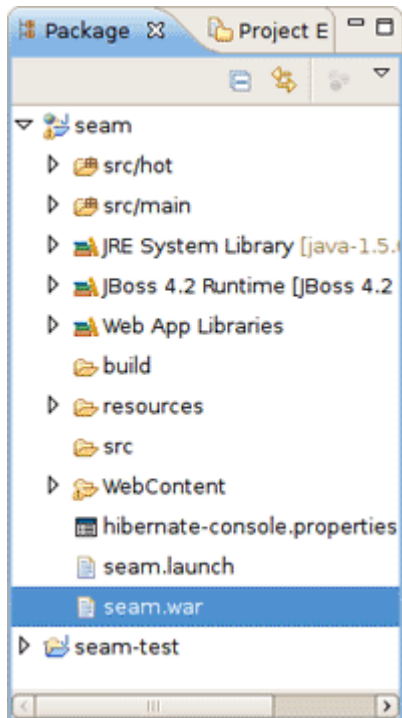 Package Project E
seam
src/hot
src/main
JRE System Library [java-1.5.
JBoss 4.2 Runtime [JBoss 4.2
Web App Libraries
build
resources
src
WebContent
hibernate-console.properties
seam.launch
seam.war
seam-test